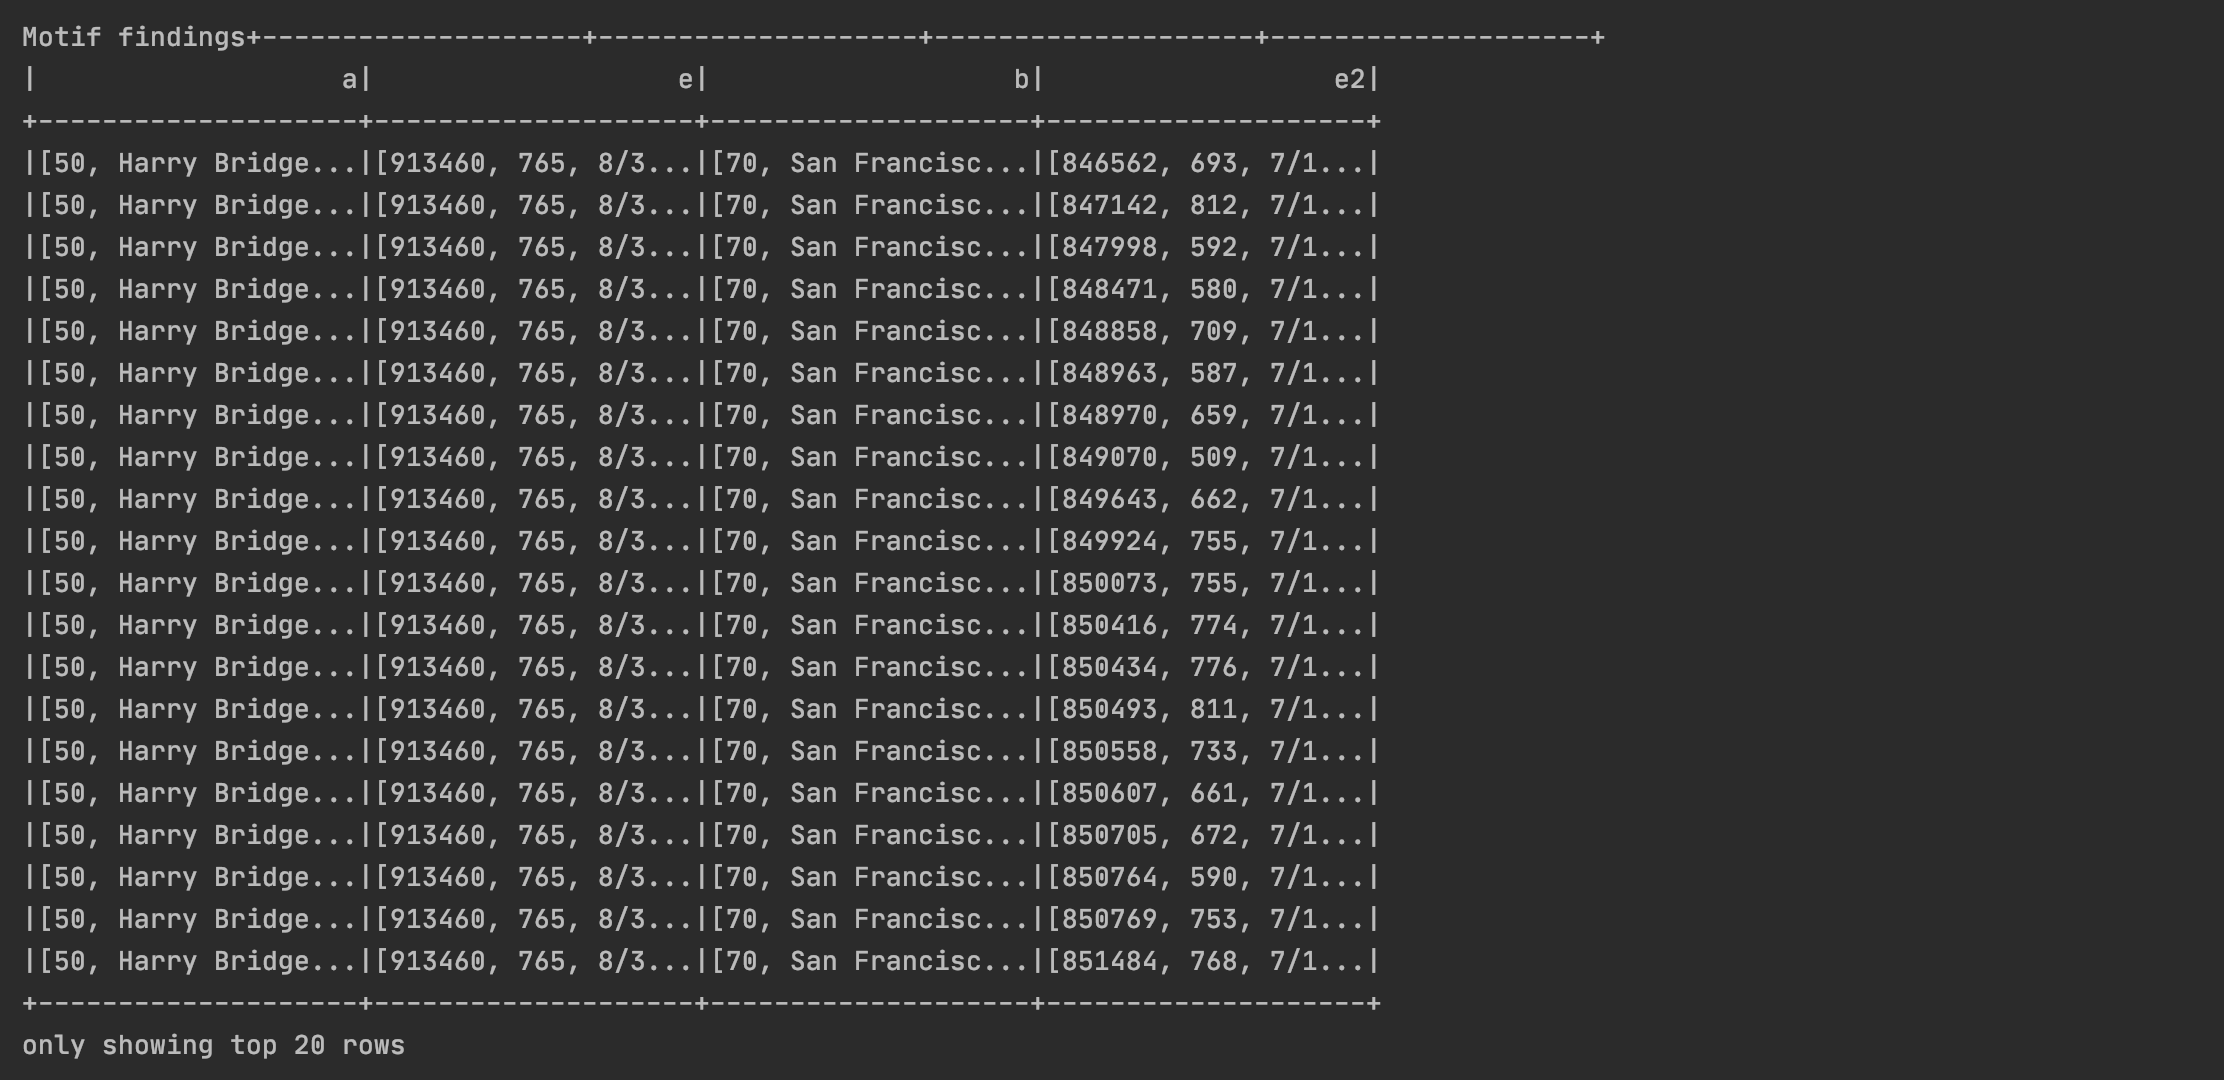 Motif findings+--------------------+--------------------+--------------------+--------------------+
|                   a|                   e|                   b|                  e2|
+--------------------+--------------------+--------------------+--------------------+
|[50, Harry Bridge...|[913460, 765, 8/3...|[70, San Francisc...|[846562, 693, 7/1...|
|[50, Harry Bridge...|[913460, 765, 8/3...|[70, San Francisc...|[847142, 812, 7/1...|
|[50, Harry Bridge...|[913460, 765, 8/3...|[70, San Francisc...|[847998, 592, 7/1...|
|[50, Harry Bridge...|[913460, 765, 8/3...|[70, San Francisc...|[848471, 580, 7/1...|
|[50, Harry Bridge...|[913460, 765, 8/3...|[70, San Francisc...|[848858, 709, 7/1...|
|[50, Harry Bridge...|[913460, 765, 8/3...|[70, San Francisc...|[848963, 587, 7/1...|
|[50, Harry Bridge...|[913460, 765, 8/3...|[70, San Francisc...|[848970, 659, 7/1...|
|[50, Harry Bridge...|[913460, 765, 8/3...|[70, San Francisc...|[849070, 509, 7/1...|
|[50, Harry Bridge...|[913460, 765, 8/3...|[70, San Francisc...|[849643, 662, 7/1...|
|[50, Harry Bridge...|[913460, 765, 8/3...|[70, San Francisc...|[849924, 755, 7/1...|
|[50, Harry Bridge...|[913460, 765, 8/3...|[70, San Francisc...|[850073, 755, 7/1...|
|[50, Harry Bridge...|[913460, 765, 8/3...|[70, San Francisc...|[850416, 774, 7/1...|
|[50, Harry Bridge...|[913460, 765, 8/3...|[70, San Francisc...|[850434, 776, 7/1...|
|[50, Harry Bridge...|[913460, 765, 8/3...|[70, San Francisc...|[850493, 811, 7/1...|
|[50, Harry Bridge...|[913460, 765, 8/3...|[70, San Francisc...|[850558, 733, 7/1...|
|[50, Harry Bridge...|[913460, 765, 8/3...|[70, San Francisc...|[850607, 661, 7/1...|
|[50, Harry Bridge...|[913460, 765, 8/3...|[70, San Francisc...|[850705, 672, 7/1...|
|[50, Harry Bridge...|[913460, 765, 8/3...|[70, San Francisc...|[850764, 590, 7/1...|
|[50, Harry Bridge...|[913460, 765, 8/3...|[70, San Francisc...|[850769, 753, 7/1...|
|[50, Harry Bridge...|[913460, 765, 8/3...|[70, San Francisc...|[851484, 768, 7/1...|
+--------------------+--------------------+--------------------+--------------------+
only showing top 20 rows